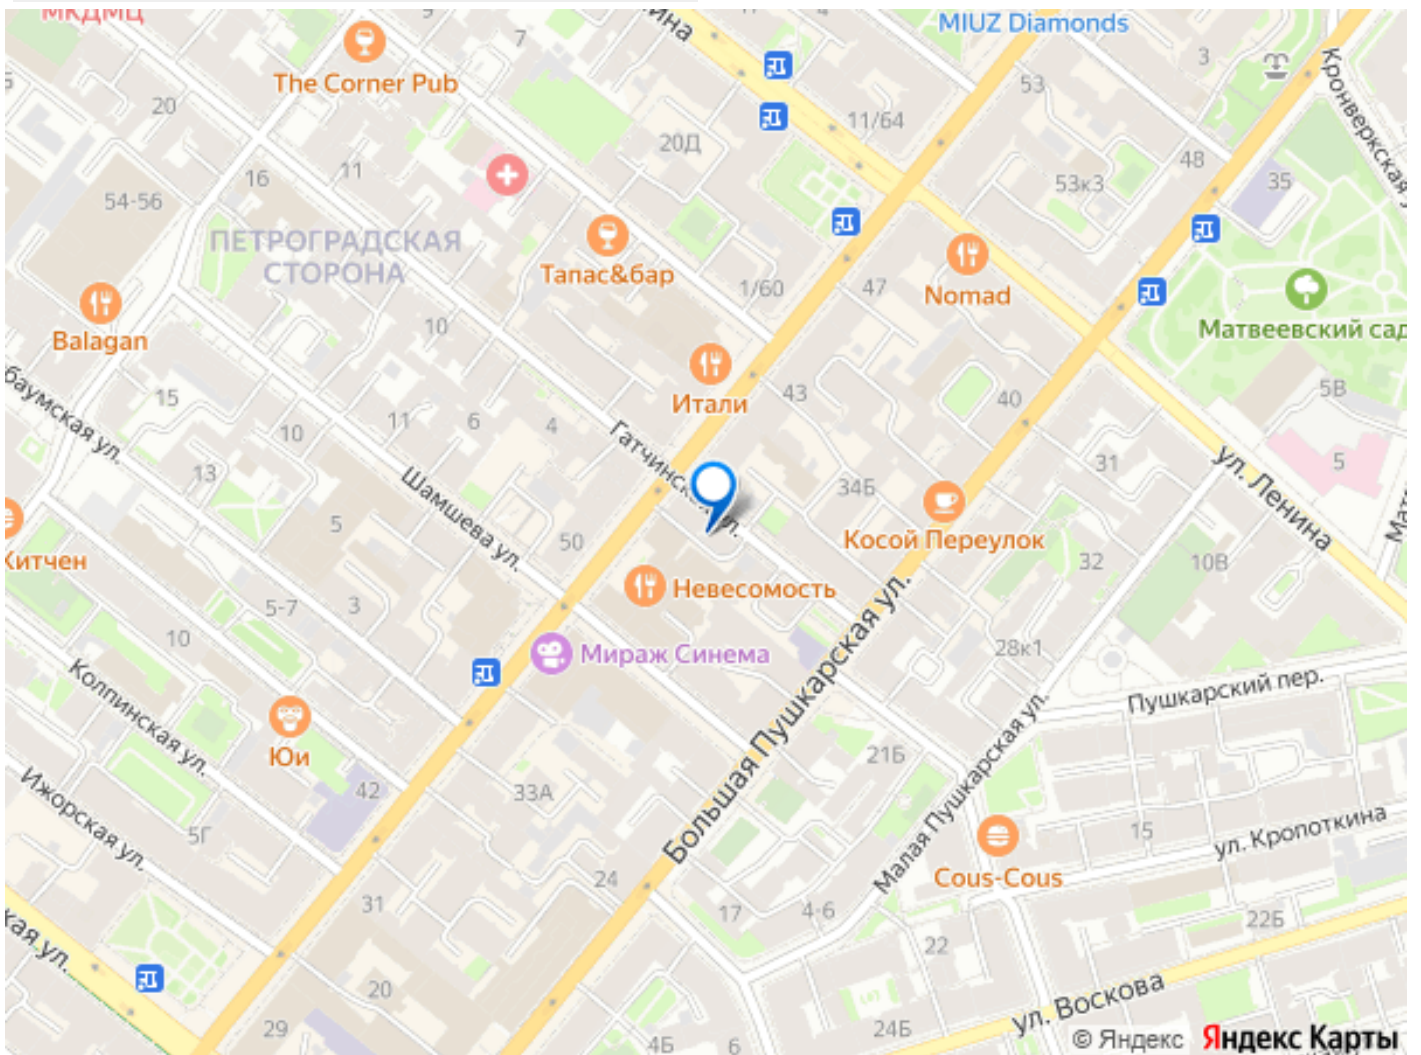 МКДМЦ
The Corner Pub
9
7
MIUZ Diamonds
3
53
20
11/64
20Д
48
53к3
35
11
16
54-56
ПЕТРОГРАДСКАЯ
СТОРОНА
Тапас&бар
1/60
47
Nomad
Матвеевский сад
5В
Balagan
10
Итали
43
40
15
11
6
4
10
13
Гатчинская ул.
34Б
31
5
ул. Ленина
Шамшева ул.
5
50
Косой Переулок
32
10В
Невесомость
5-7
3
10
Мираж Синема
28к1
Пушкарский пер.
Колпинская ул.
Юи
Большая Пушкарская ул.
21Б
Малая Пушкарская ул.
42
33А
Ижорская ул.
5Г
15
ул. Кропоткина
Cous-Cous
24
31
17
4-6
22
22Б
20
29
ул. Воскова
24Б
4Б
6
© Яндекс Яндекс Карты